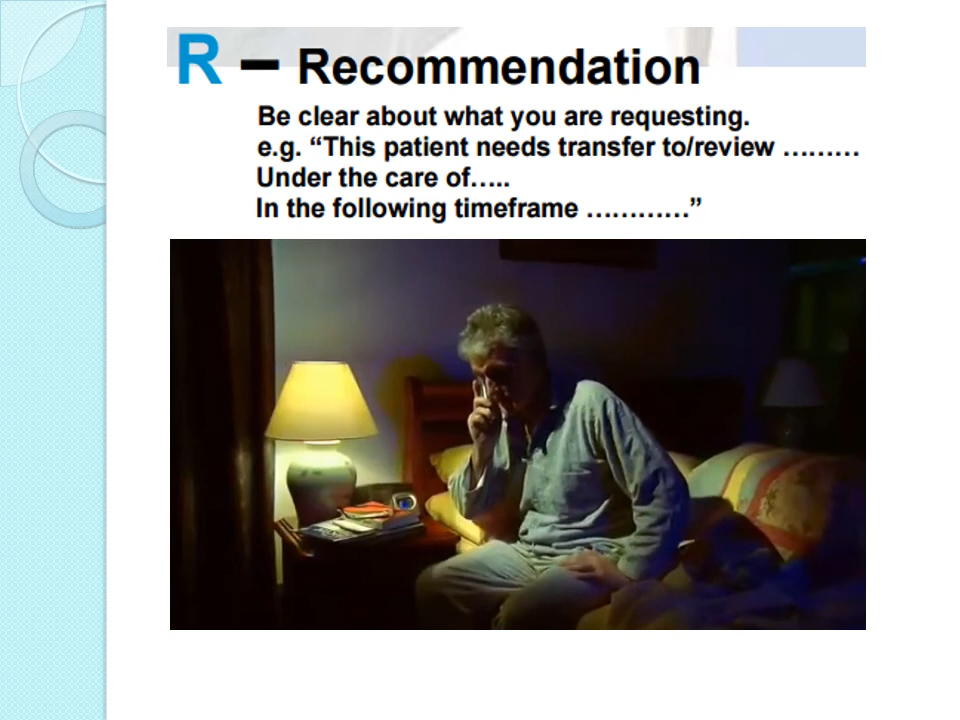 R – Recommendation
Be clear about what you are requesting.
e.g. “This patient needs transfer to/review ………
Under the care of…..
In the following timeframe …………”